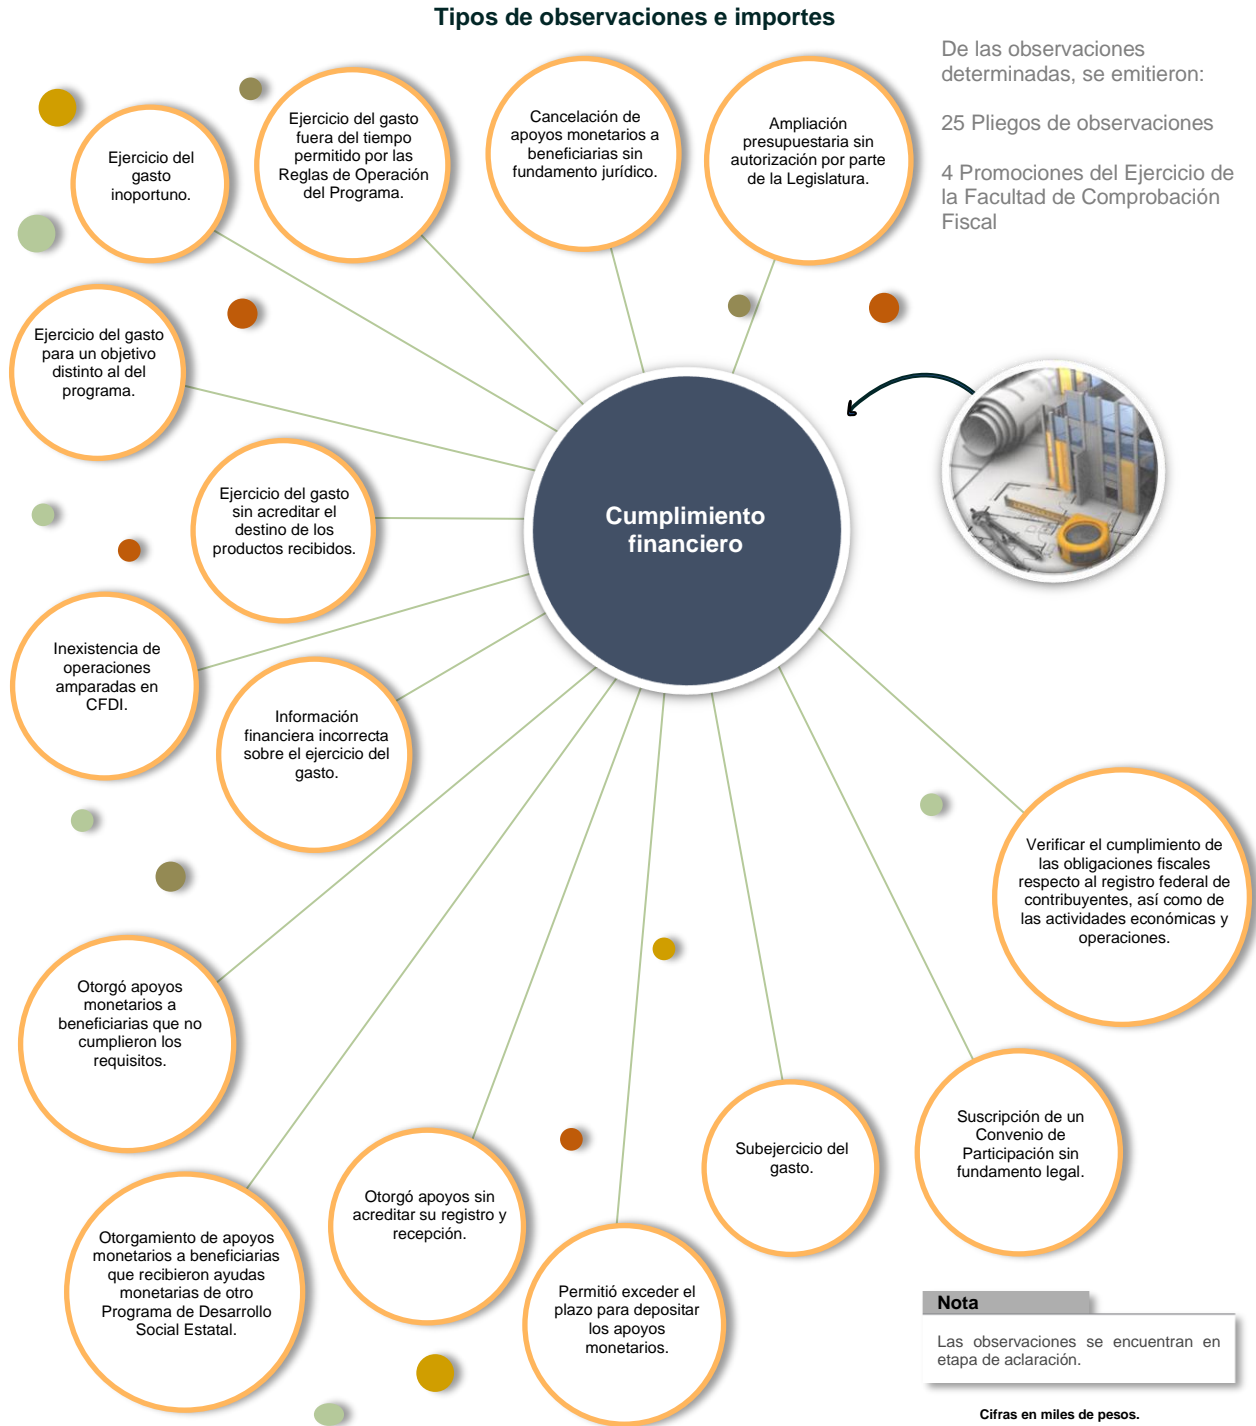 Tipos de observaciones e importes
De las observaciones
determinadas, se emitieron:
25 Pliegos de observaciones
4 Promociones del Ejercicio de
la Facultad de Comprobación
Fiscal
Ejercicio del
gasto
inoportuno.
Ejercicio del gasto
fuera del tiempo
permitido por las
Reglas de Operación
del Programa.
Cancelación de
apoyos monetarios a
beneficiarias sin
fundamento jurídico.
Ampliación
presupuestaria sin
autorización por parte
de la Legislatura.
Ejercicio del gasto
para un objetivo
distinto al del
programa.
Ejercicio del gasto
sin acreditar el
destino de los
productos recibidos.
Cumplimiento
financiero
Inexistencia de
operaciones
amparadas en
CFDI.
Información
financiera incorrecta
sobre el ejercicio del
gasto.
Verificar el cumplimiento de
las obligaciones fiscales
respecto al registro federal de
contribuyentes, así como de
las actividades económicas y
operaciones.
Otorgó apoyos
monetarios a
beneficiarias que no
cumplieron los
requisitos.
Otorgamiento de apoyos
monetarios a beneficiarias
que recibieron ayudas
monetarias de otro
Programa de Desarrollo
Social Estatal.
Otorgó apoyos sin
acreditar su registro y
recepción.
Permitió exceder el
plazo para depositar
los apoyos
monetarios.
Subejercicio del
gasto.
Suscripción de un
Convenio de
Participación sin
fundamento legal.
Nota
Las observaciones se encuentran en
etapa de aclaración.
Cifras en miles de pesos.